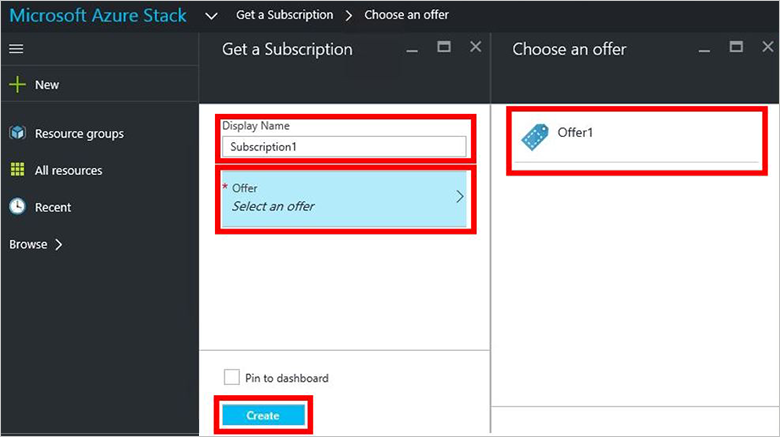 Microsoft Azure Stack
Get a Subscription > Choose an offer
New
Resource groups
All resources
Recent
Browse >
Get a Subscription
Display Name
Subscription1
* Offer
Select an offer
Pin to dashboard
Create
Choose an offer
Offer1